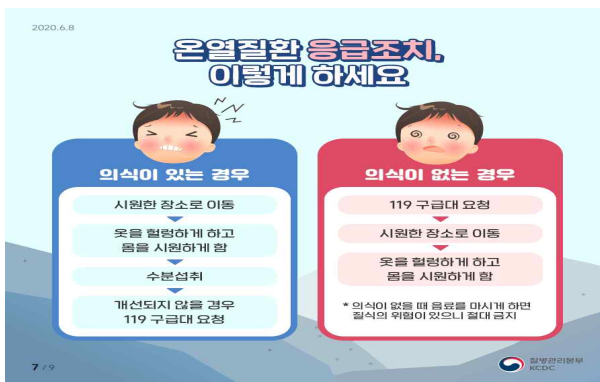 2020.6.8
온열질환 응급조치,
이렇게 하세요
의식이 있는 경우
시원한 장소로 이동
옷을 헐렁하게 하고
몸을 시원하게 함
수분섭취
개선되지 않을 경우
119 구급대 요청
의식이 없는 경우
119 구급대 요청
시원한 장소로 이동
옷을 헐렁하게 하고
몸을 시원하게 함
* 의식이 없을 때 음료를 마시게 하면
질식의 위험이 있으니 절대 금지
7 / 9
질병관리본부
KCDC